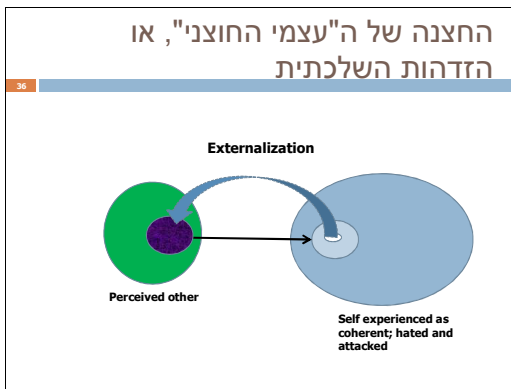 החצנה של ה"עצמי החוצני", או
הזדהות השלכתית
36
Externalization
Perceived other
Self experienced as
coherent; hated and
attacked